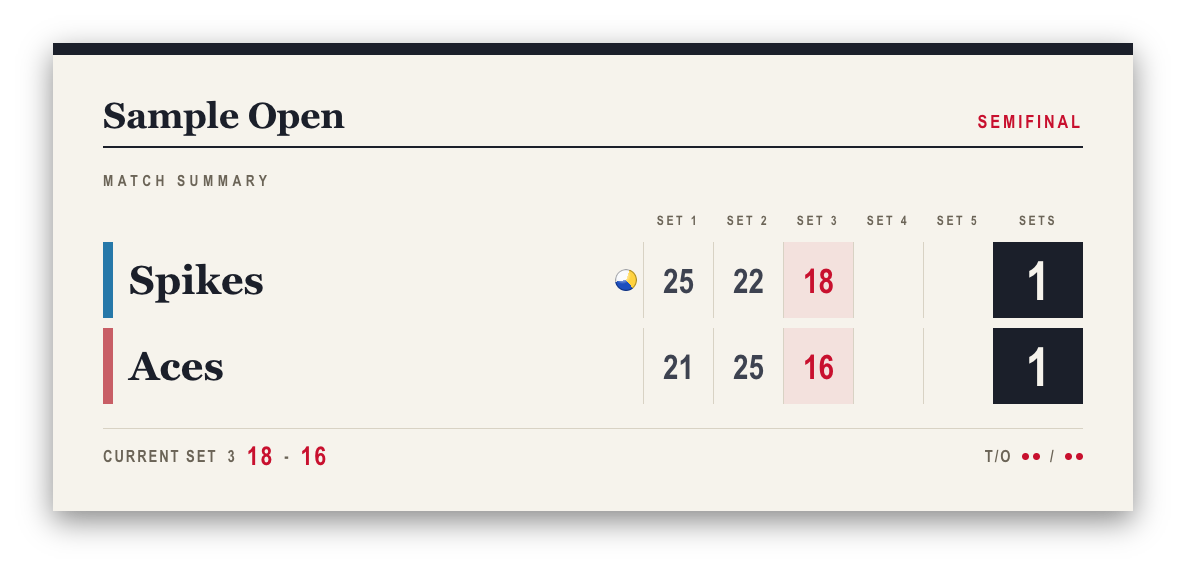 Sample Open
SEMIFINAL
MATCH SUMMARY
SET 1 SET 2 SET 3 SET 4 SET 5 SETS
Spikes 25 22 18 1
Aces 21 25 16 1
CURRENT SET 3 18 - 16
T/O •• / ••